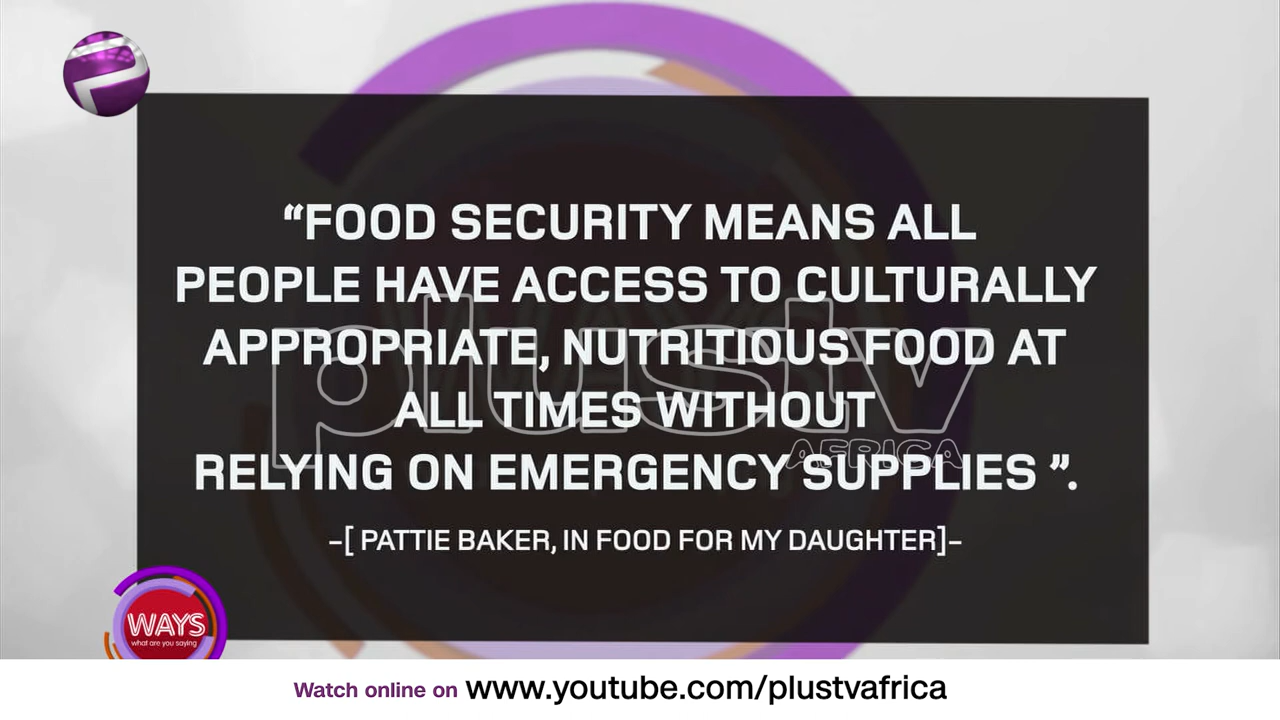 “FOOD SECURITY MEANS ALL
PEOPLE HAVE ACCESS TO CULTURALLY
APPROPRIATE, NUTRITIOUS FOOD AT
ALL TIMES WITHOUT
RELYING ON EMERGENCY SUPPLIES ”.
–[ PATTIE BAKER, IN FOOD FOR MY DAUGHTER]–
plustv
AFRICA
WAYS
what are you saying
Watch online on www.youtube.com/plustvafrica